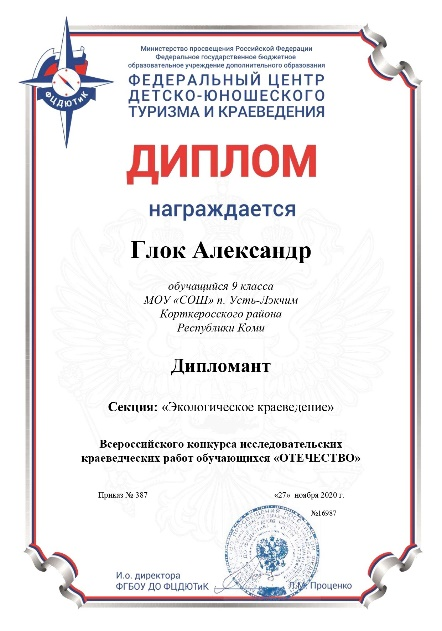 Министерство просвещения Российской Федерации
Федеральное государственное бюджетное
образовательное учреждение дополнительного образования
ФЕДЕРАЛЬНЫЙ ЦЕНТР
ДЕТСКО-ЮНОШЕСКОГО
ТУРИЗМА И КРАЕВЕДЕНИЯ
ФЦДЮТиК
ДИПЛОМ
награждается
Глок Александр
обучающийся 9 класса
МОУ «СОШ» п. Усть-Лэкчим
Корткеросского района
Республики Коми
Дипломант
Секция: «Экологическое краеведение»
Всероссийского конкурса исследовательских
краеведческих работ обучающихся «ОТЕЧЕСТВО»
Приказ № 387 «27» ноября 2020 г.
№16987
И.о. директора
ФГБОУ ДО ФЦДЮТиК Л.М. Проценко